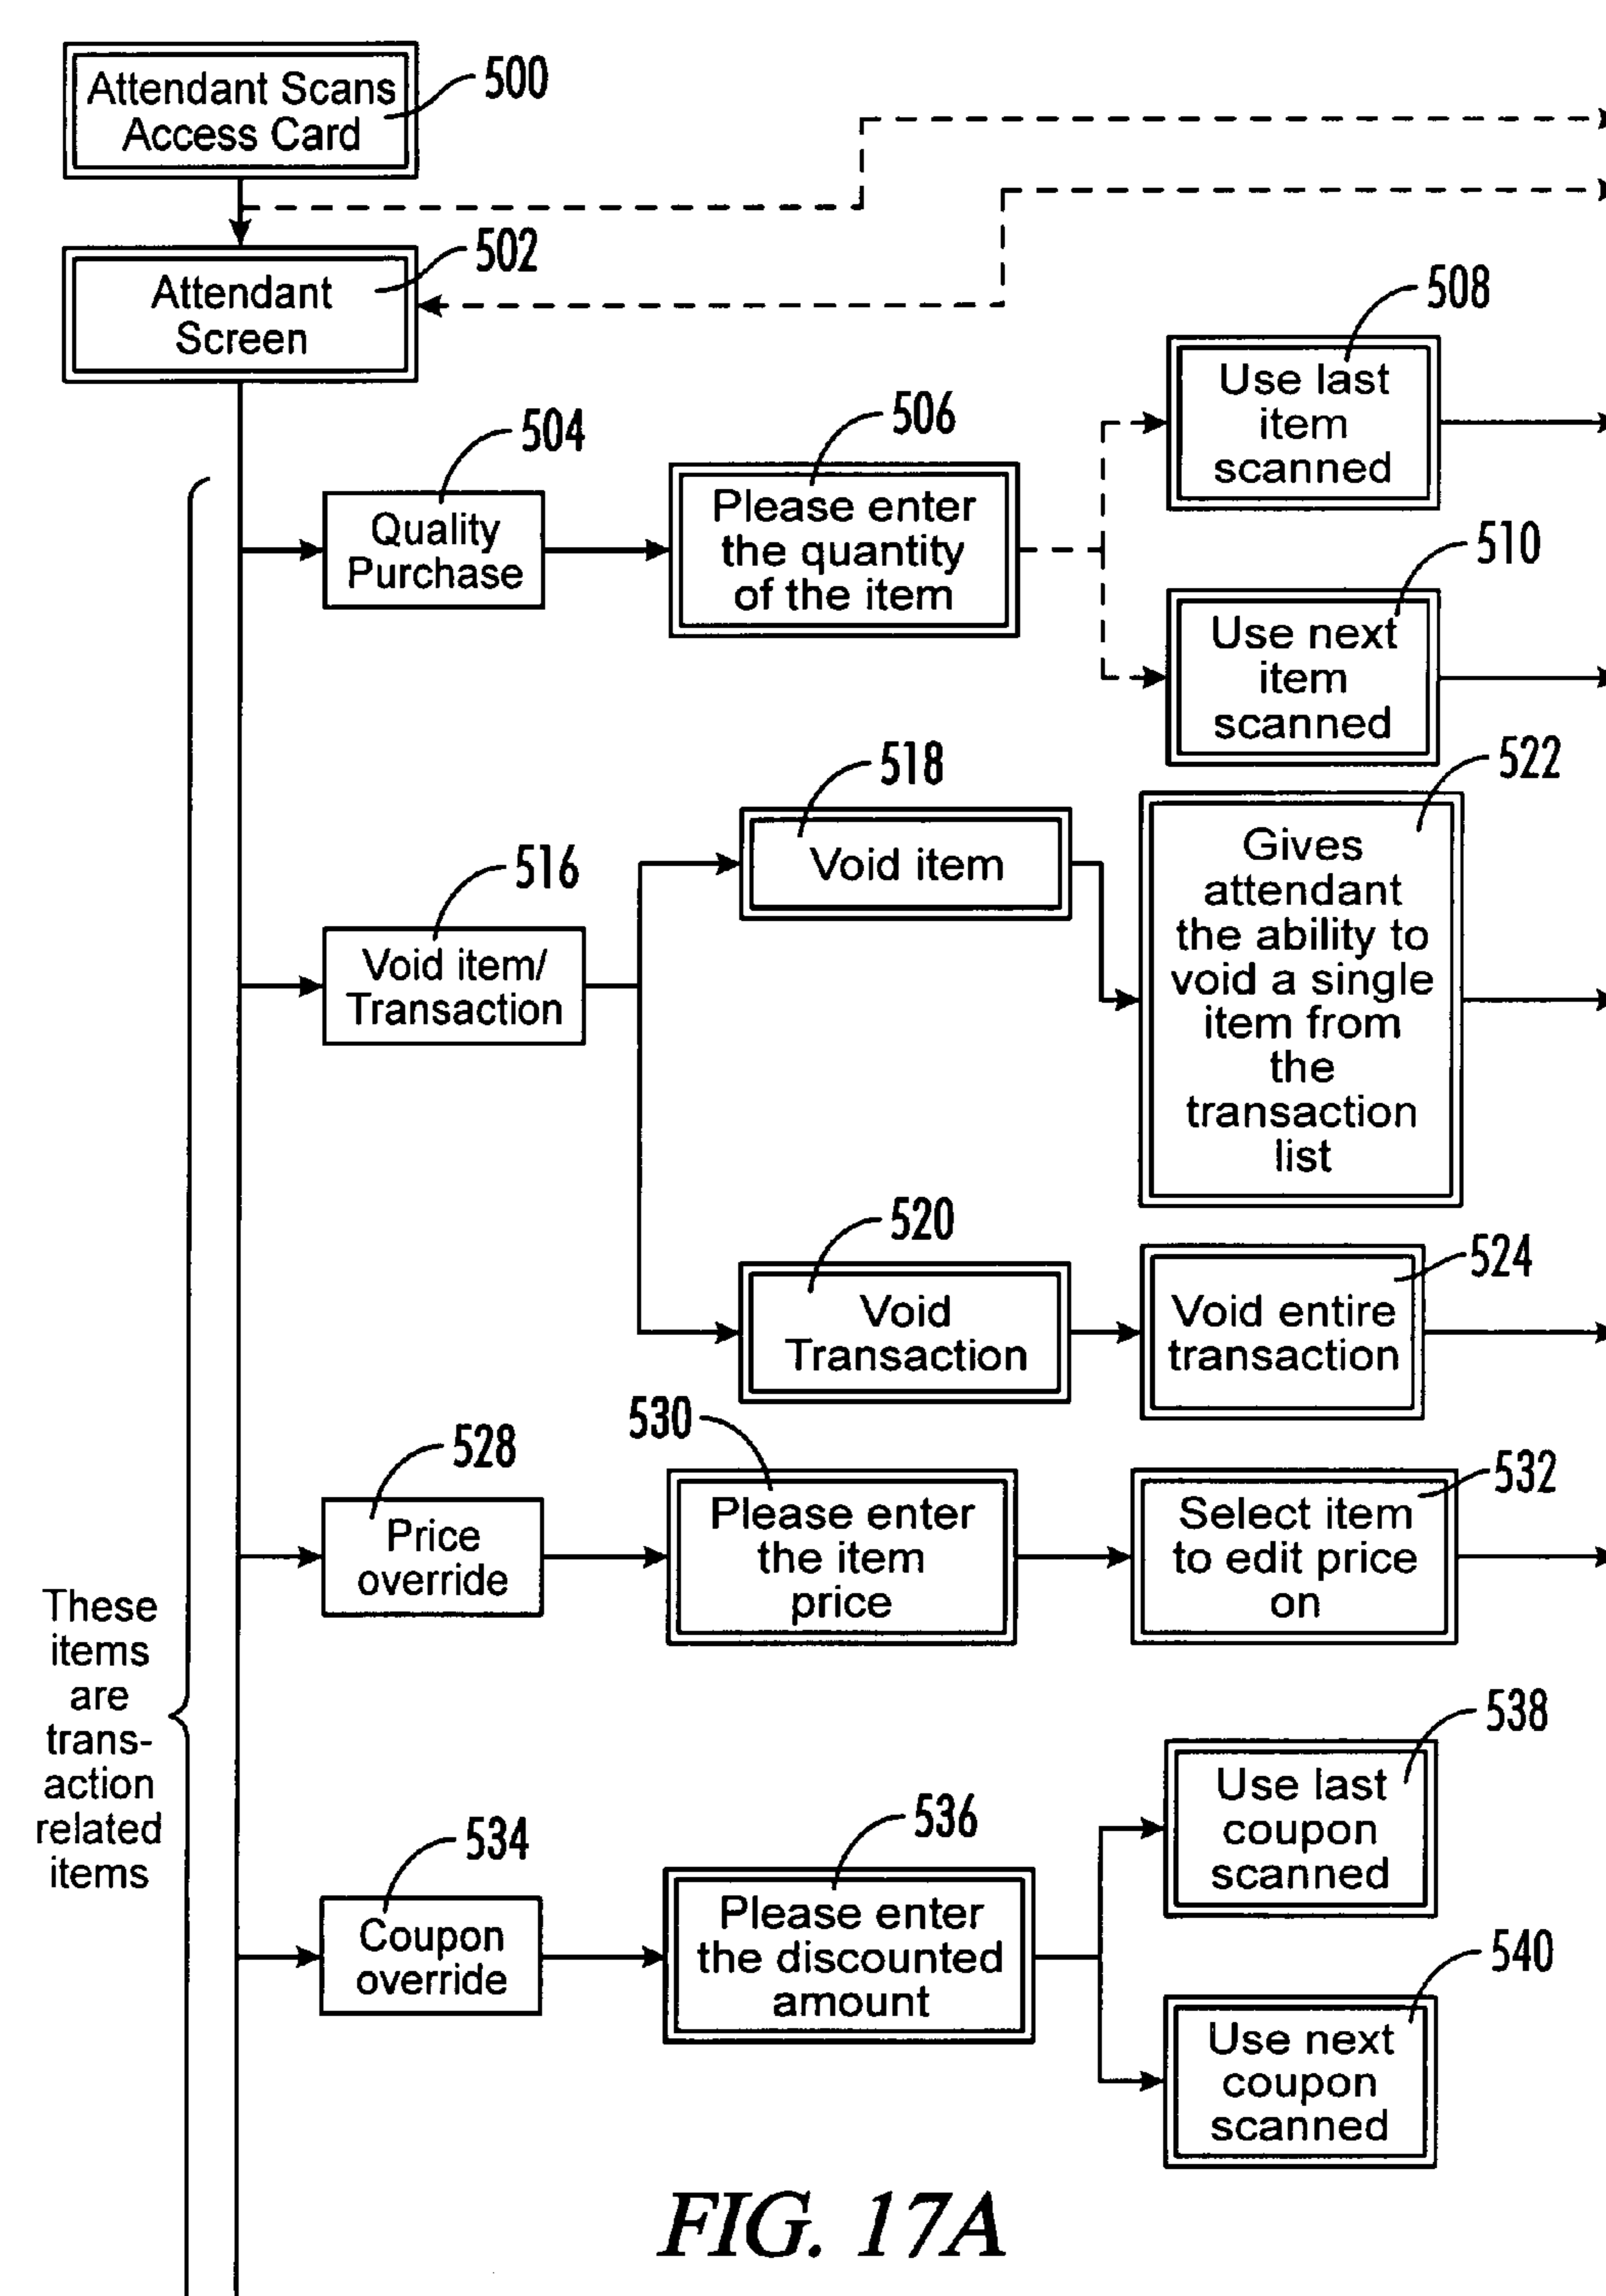 Attendant Scans
Access Card
500
Attendant
Screen
502
504
Quality
Purchase
506
Please enter
the quantity
of the item
508
Use last
item
scanned
510
Use next
item
scanned
516
Void item/
Transaction
518
Void item
522
Gives
attendant
the ability to
void a single
item from
the
transaction
list
520
Void
Transaction
524
Void entire
transaction
528
Price
override
530
Please enter
the item
price
532
Select item
to edit price
on
These
items
are
trans-
action
related
items
534
Coupon
override
536
Please enter
the discounted
amount
538
Use last
coupon
scanned
540
Use next
coupon
scanned
FIG. 17A